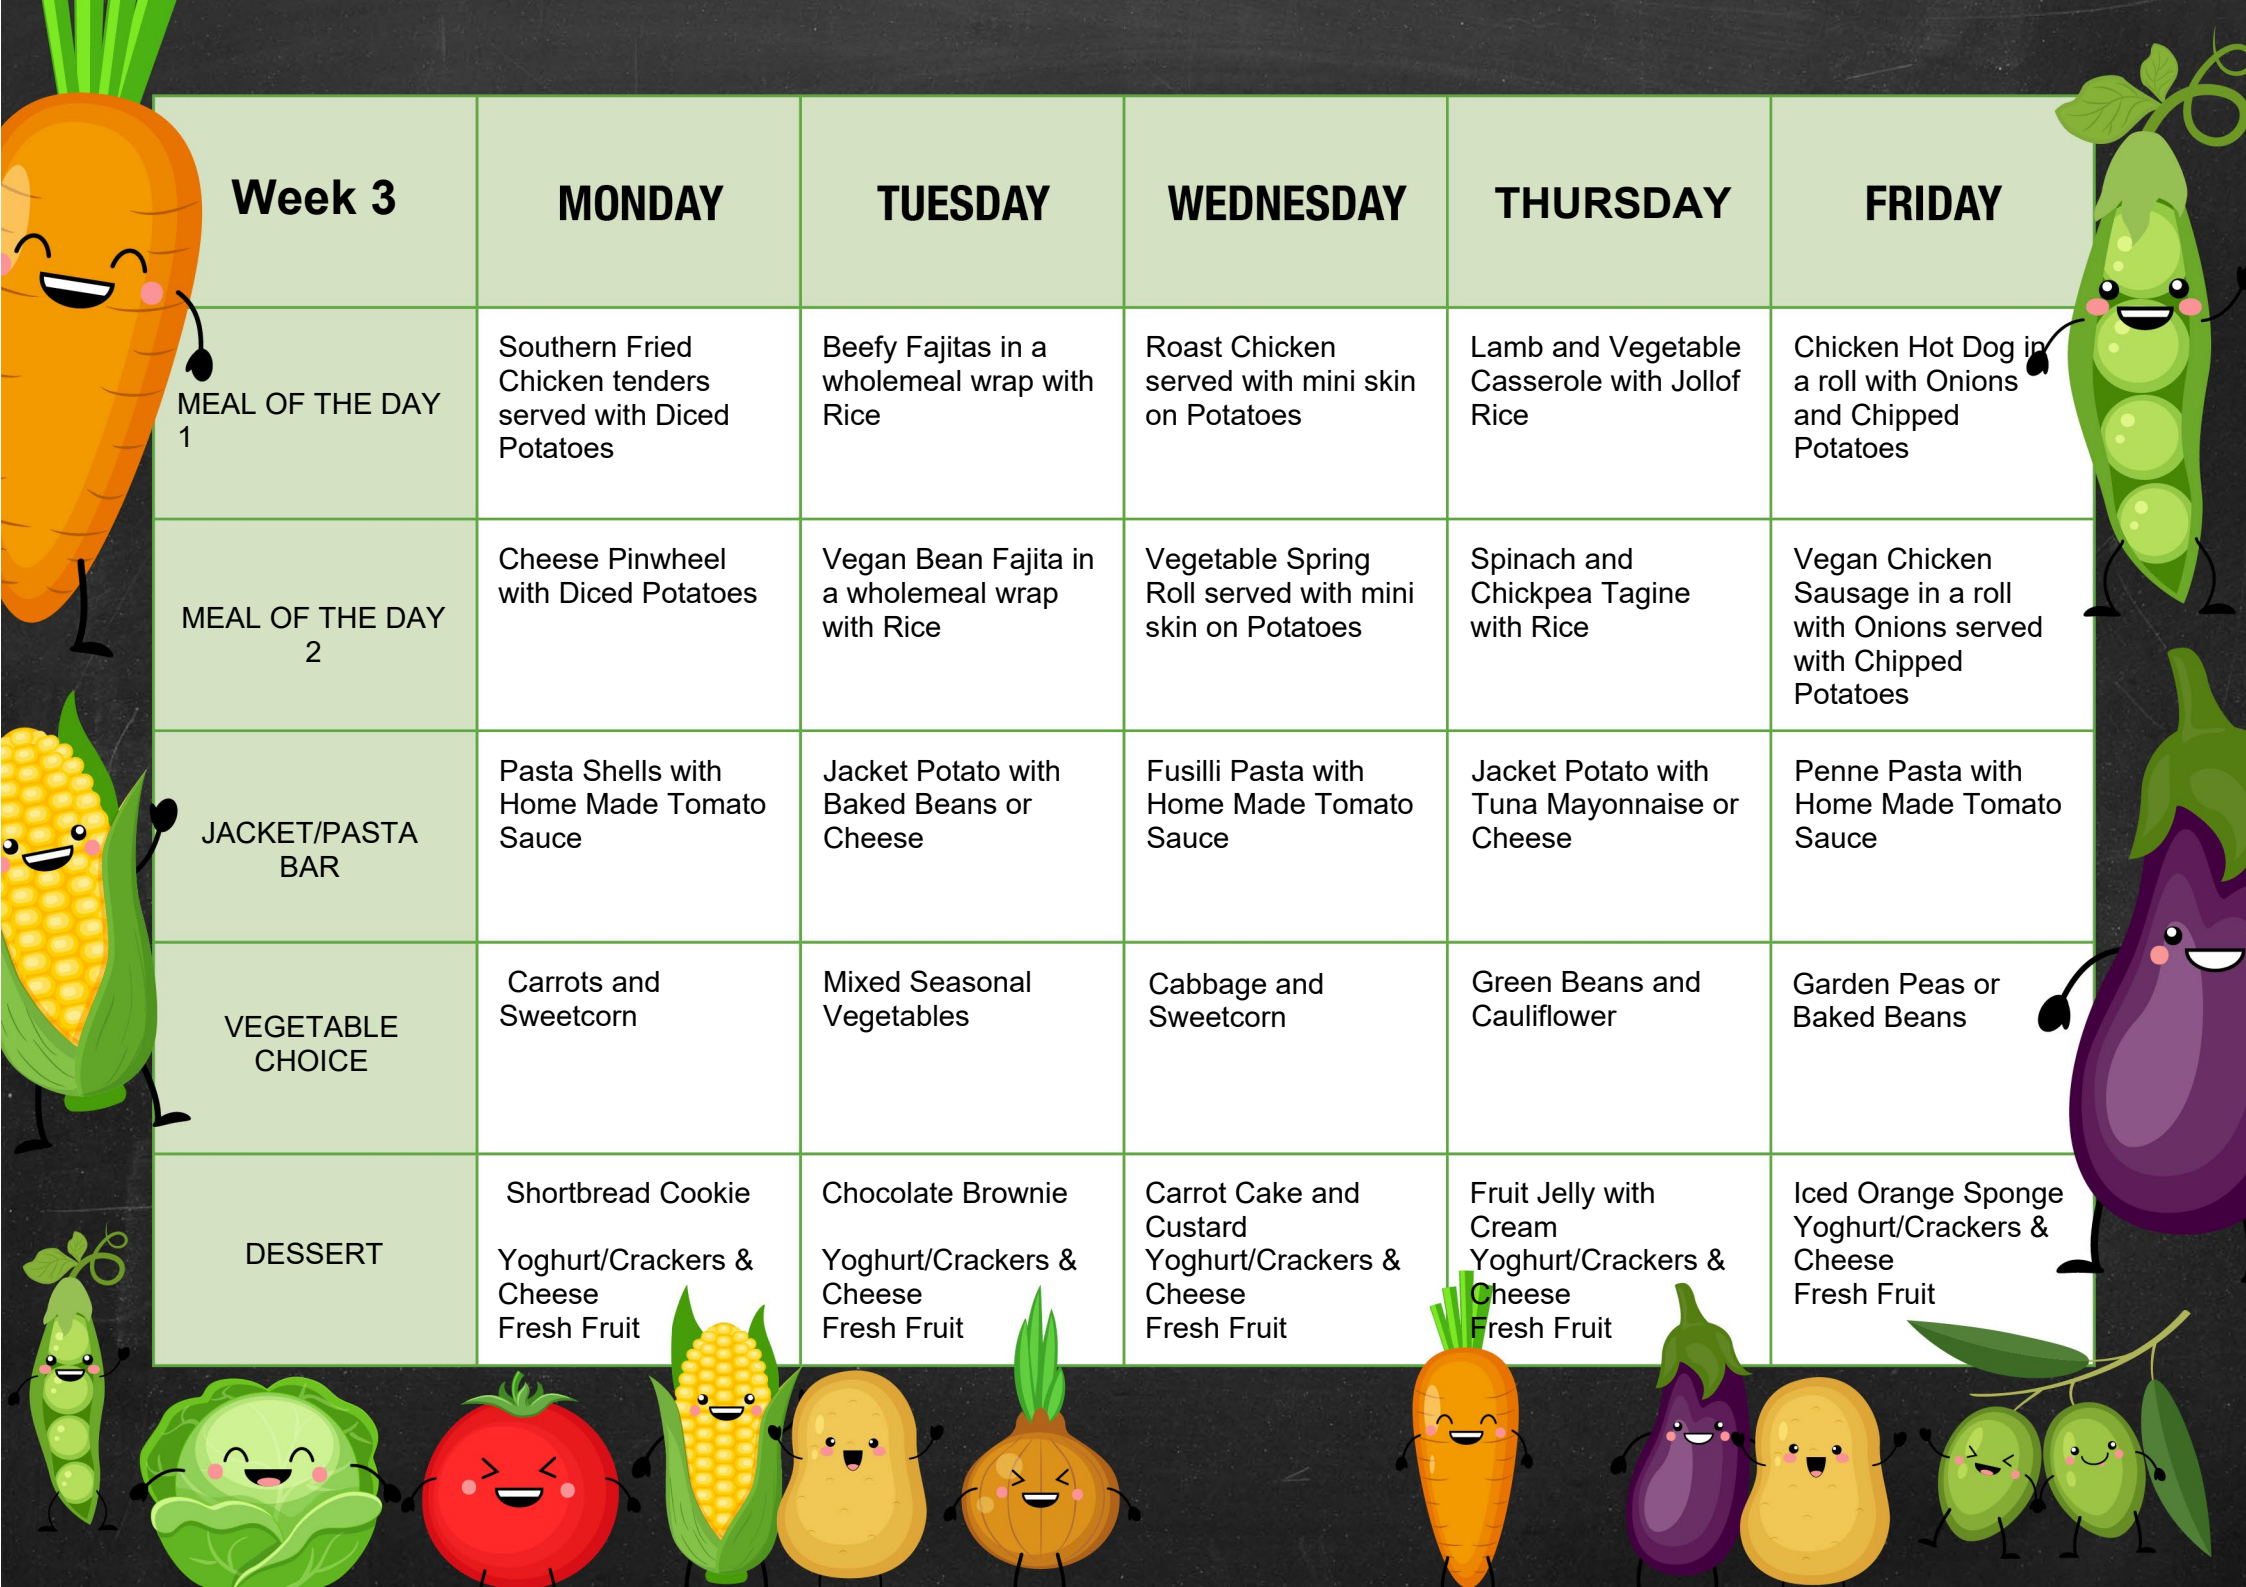 Week 3
MONDAY
TUESDAY
WEDNESDAY
THURSDAY
FRIDAY
MEAL OF THE DAY
1
Southern Fried
Chicken tenders
served with Diced
Potatoes
Beefy Fajitas in a
wholemeal wrap with
Rice
Roast Chicken
served with mini skin
on Potatoes
Lamb and Vegetable
Casserole with Jollof
Rice
Chicken Hot Dog in
a roll with Onions
and Chipped
Potatoes
MEAL OF THE DAY
2
Cheese Pinwheel
with Diced Potatoes
Vegan Bean Fajita in
a wholemeal wrap
with Rice
Vegetable Spring
Roll served with mini
skin on Potatoes
Spinach and
Chickpea Tagine
with Rice
Vegan Chicken
Sausage in a roll
with Onions served
with Chipped
Potatoes
JACKET/PASTA
BAR
Pasta Shells with
Home Made Tomato
Sauce
Jacket Potato with
Baked Beans or
Cheese
Fusilli Pasta with
Home Made Tomato
Sauce
Jacket Potato with
Tuna Mayonnaise or
Cheese
Penne Pasta with
Home Made Tomato
Sauce
VEGETABLE
CHOICE
Carrots and
Sweetcorn
Mixed Seasonal
Vegetables
Cabbage and
Sweetcorn
Green Beans and
Cauliflower
Garden Peas or
Baked Beans
DESSERT
Shortbread Cookie
Yoghurt/Crackers &
Cheese
Fresh Fruit
Chocolate Brownie
Yoghurt/Crackers &
Cheese
Fresh Fruit
Carrot Cake and
Custard
Yoghurt/Crackers &
Cheese
Fresh Fruit
Fruit Jelly with
Cream
Yoghurt/Crackers &
Cheese
Fresh Fruit
Iced Orange Sponge
Yoghurt/Crackers &
Cheese
Fresh Fruit